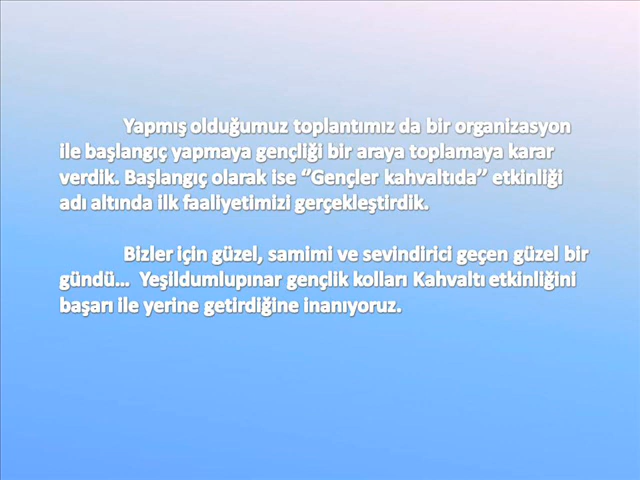 Yapmış olduğumuz toplantımız da bir organizasyon
ile başlangıç yapmaya gençliği bir araya toplamaya karar
verdik. Başlangıç olarak ise ‘’Gençler kahvaltıda’’ etkinliği
adı altında ilk faaliyetimizi gerçekleştirdik.
Bizler için güzel, samimi ve sevindirici geçen güzel bir
gündü… Yeşildumlupınar gençlik kolları Kahvaltı etkinliğini
başarı ile yerine getirdiğine inanıyoruz.